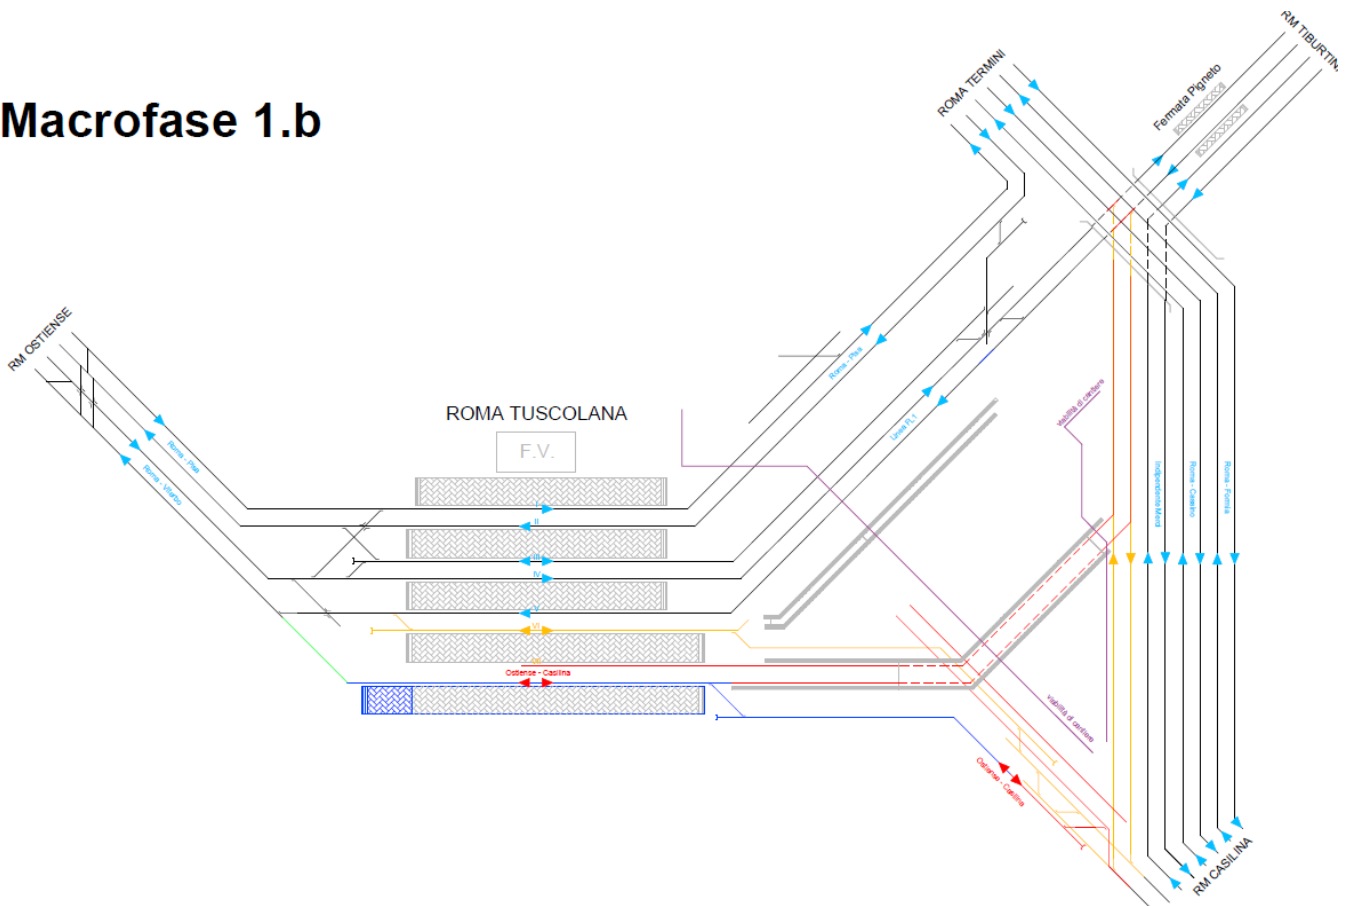 Macrofase 1.b
RM TIBURTIN
ROMA TERMINI
Fermata Pigneto
RM OSTIENSE
Roma - Pisa
Roma - Pisa
Roma - Viterbo
ROMA TUSCOLANA
F.V.
Linea FL1
viabilità di cantiere
I
II
III
IV
V
VI
VII
Ostiense - Casilina
Indipendente Merci
Roma - Cassino
Roma - Formia
viabilità di cantiere
Ostiense - Casilina
RM CASILINA